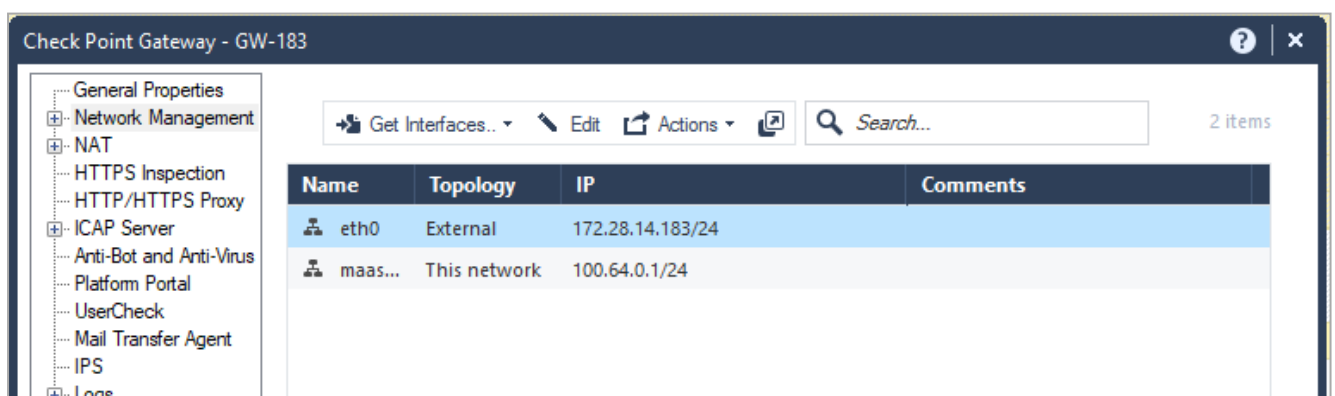 Check Point Gateway - GW-183
General Properties
Network Management
NAT
HTTPS Inspection
HTTP/HTTPS Proxy
ICAP Server
Anti-Bot and Anti-Virus
Platform Portal
UserCheck
Mail Transfer Agent
IPS
Logs
Get Interfaces.. Edit Actions Search... 2 items
Name Topology IP Comments
eth0 External 172.28.14.183/24
maas... This network 100.64.0.1/24